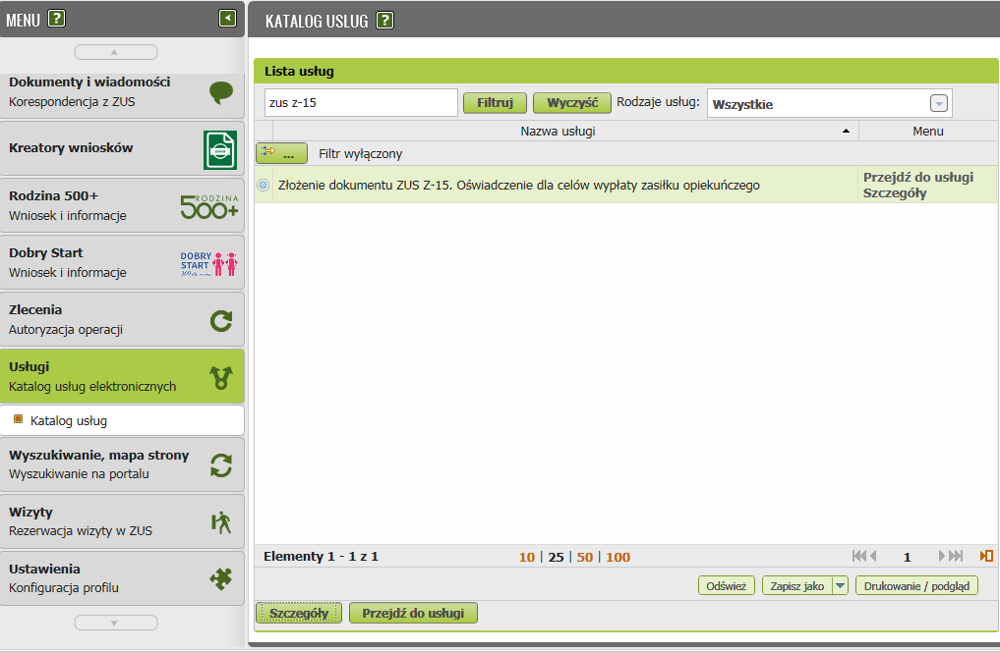 MENU ?
KATALOG USŁUG ?
Dokumenty i wiadomości
Korespondencja z ZUS
Kreatory wniosków
Rodzina 500+
Wniosek i informacje
RODZINA
500+
Dobry Start
Wniosek i informacje
DOBRY
START
Zlecenia
Autoryzacja operacji
Usługi
Katalog usług elektronicznych
Katalog usług
Wyszukiwanie, mapa strony
Wyszukiwanie na portalu
Wizyty
Rezerwacja wizyty w ZUS
Ustawienia
Konfiguracja profilu
Lista usług
zus z-15 Filtruj Wyczyść Rodzaje usług: Wszystkie
Nazwa usługi Menu
... Filtr wyłączony
Złożenie dokumentu ZUS Z-15. Oświadczenie dla celów wypłaty zasiłku opiekuńczego
Przejdź do usługi
Szczegóły
Elementy 1 - 1 z 1 10 | 25 | 50 | 100 1
Odśwież Zapisz jako Drukowanie / podgląd
Szczegóły Przejdź do usługi